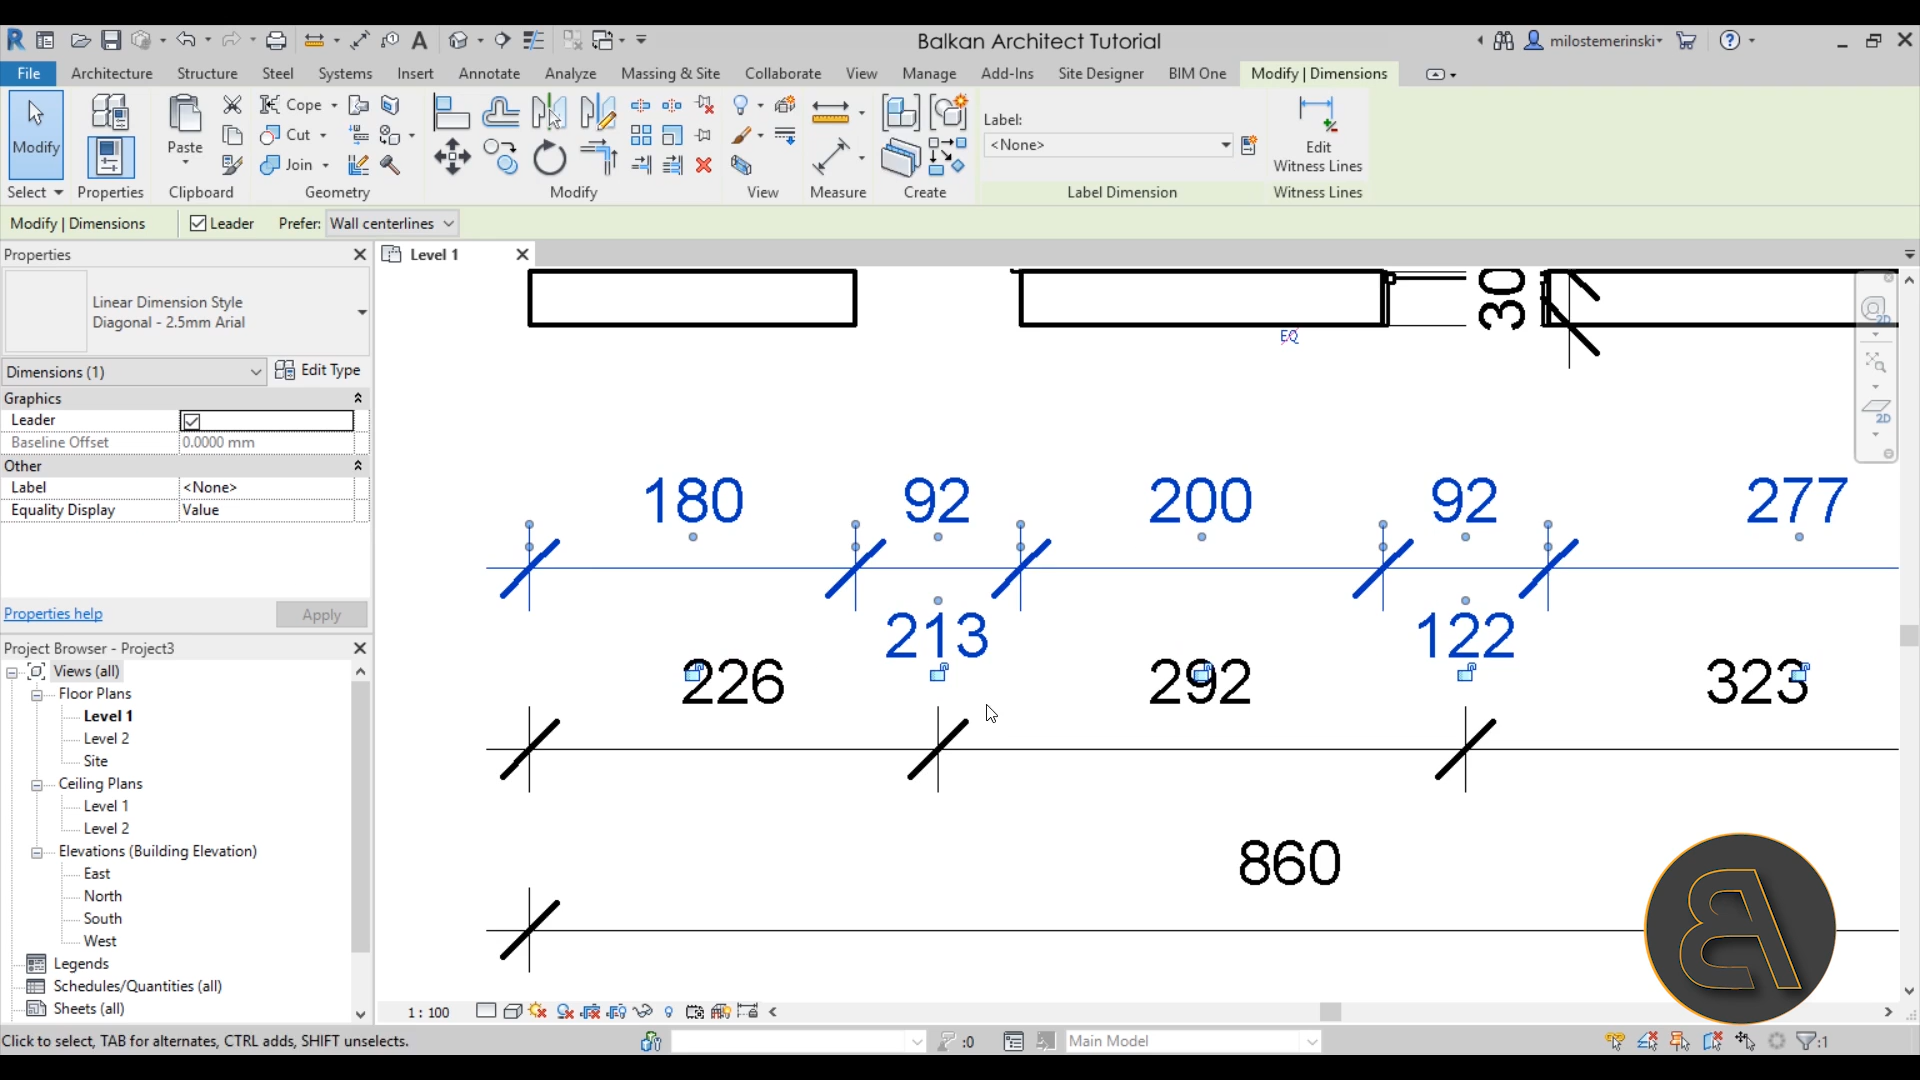 Balkan Architect Tutorial
milostemerinski
File Architecture Structure Steel Systems Insert Annotate Analyze Massing & Site Collaborate View Manage Add-Ins Site Designer BIM One Modify | Dimensions
Modify
Paste
Cope
Cut
Join
Label:
<None>
Edit
Witness Lines
Select Properties Clipboard Geometry Modify View Measure Create Label Dimension Witness Lines
Modify | Dimensions Leader Prefer: Wall centerlines
Properties
Level 1
Linear Dimension Style
Diagonal - 2.5mm Arial
Dimensions (1) Edit Type
Graphics
Leader
Baseline Offset 0.0000 mm
Other
Label <None>
Equality Display Value
Properties help Apply
Project Browser - Project3
Views (all)
Floor Plans
Level 1
Level 2
Site
Ceiling Plans
Level 1
Level 2
Elevations (Building Elevation)
East
North
South
West
Legends
Schedules/Quantities (all)
Sheets (all)
30
EQ
180 92 200 92 277
213 122
226 292 323
860
2D
2D
1 : 100
Click to select, TAB for alternates, CTRL adds, SHIFT unselects.
:0
Main Model
:1